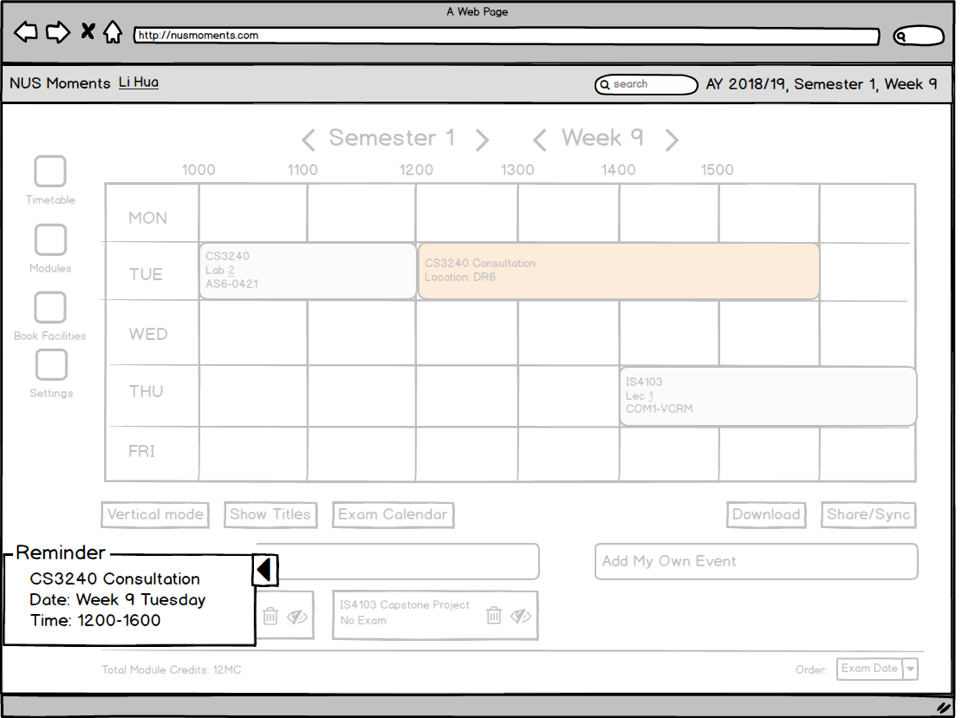 A Web Page
http://nusmoments.com
NUS Moments Li Hua
search
AY 2018/19, Semester 1, Week 9
Semester 1
Week 9
1000 1100 1200 1300 1400 1500
Timetable
Modules
Book Facilities
Settings
MON
TUE
CS3240
Lab 2
AS6-0421
CS3240 Consultation
Location: DR6
WED
THU
IS4103
Lec 1
COM1-VCRM
FRI
Vertical mode
Show Titles
Exam Calendar
Download
Share/Sync
Add My Own Event
Reminder
CS3240 Consultation
Date: Week 9 Tuesday
Time: 1200-1600
IS4103 Capstone Project
No Exam
Total Module Credits: 12MC
Order: Exam Date